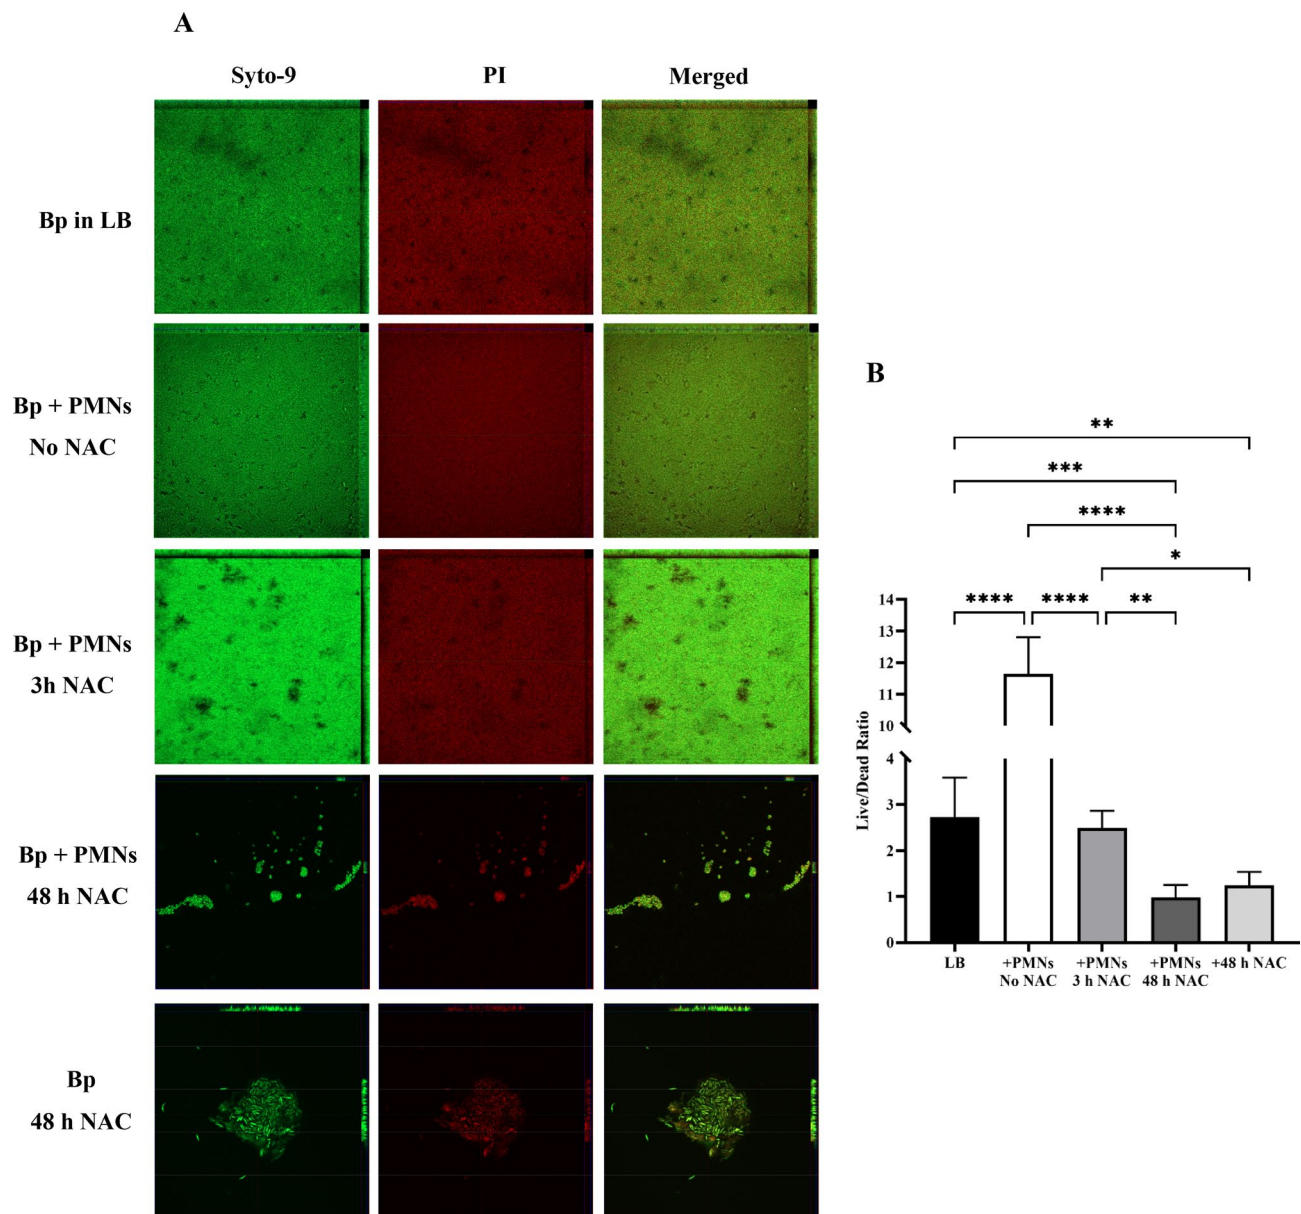 A
Syto-9 PI Merged
Bp in LB
Bp + PMNs
No NAC
Bp + PMNs
3h NAC
Bp + PMNs
48 h NAC
Bp
48 h NAC
B
**
***
****
*
**** **** **
14
13
12
11
10
4
3
2
1
0
Live/Dead Ratio
LB +PMNs +PMNs +PMNs +48 h NAC
No NAC 3 h NAC 48 h NAC